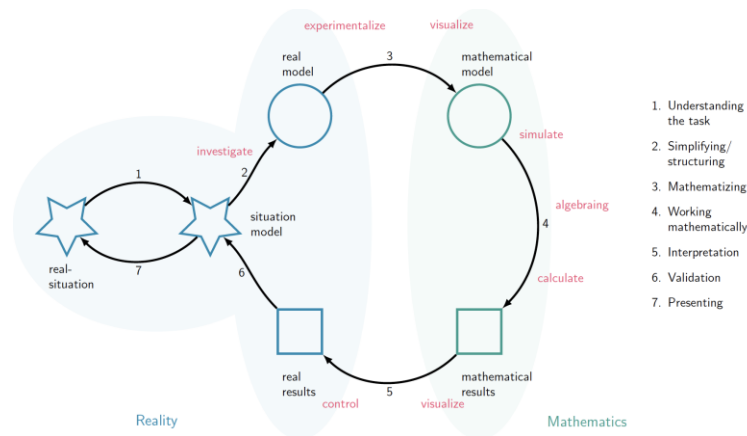 experimentalize
visualize
real
model
3
mathematical
model
1. Understanding
the task
2. Simplifying/
structuring
3. Mathematizing
4. Working
mathematically
5. Interpretation
6. Validation
7. Presenting
investigate
2
simulate
1
algebraing
situation
model
4
real-
situation
7
6
calculate
real
results
5
mathematical
results
control
visualize
Reality
Mathematics